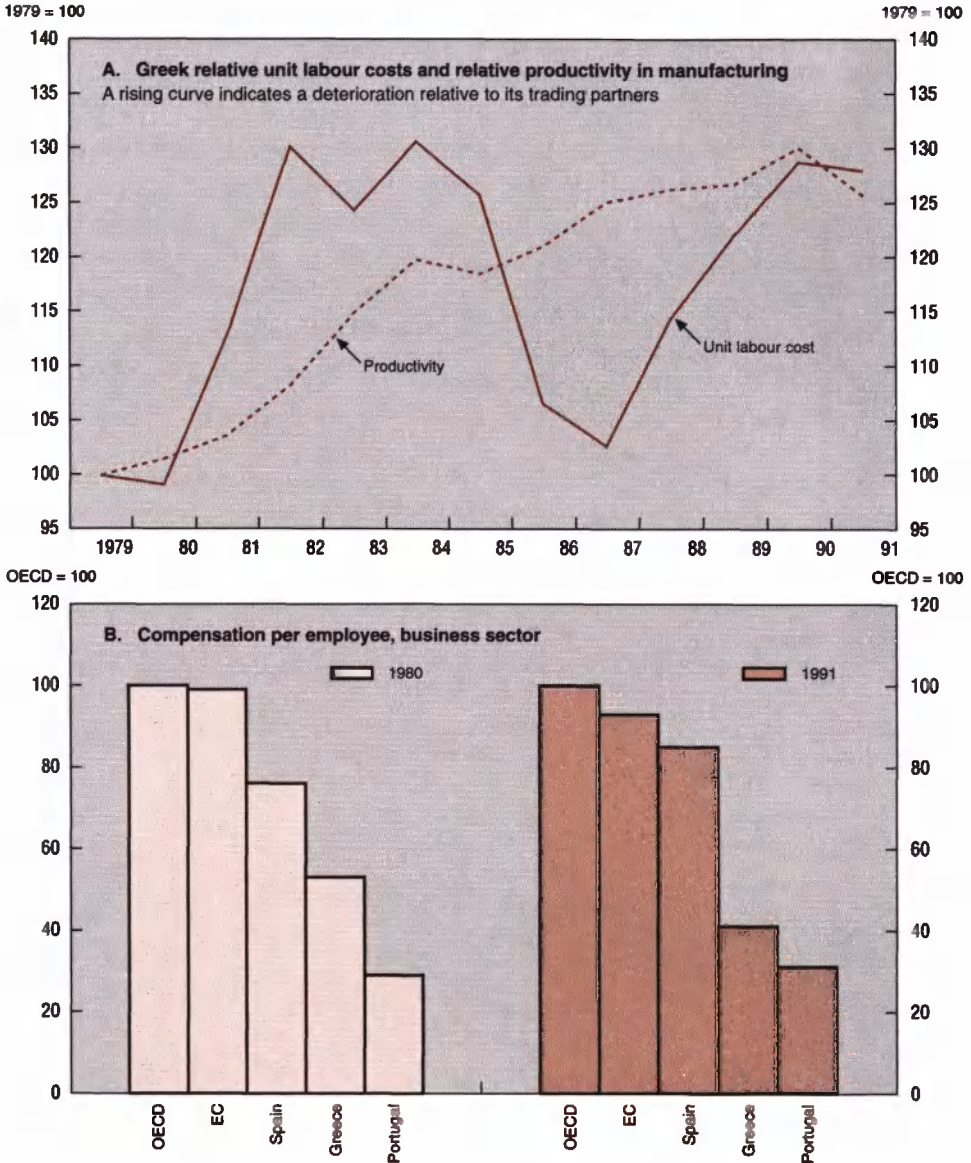 1979 = 100 1979 = 100
140 140
A. Greek relative unit labour costs and relative productivity in manufacturing
A rising curve indicates a deterioration relative to its trading partners
135 135
130 130
125 125
120 120
115 115
Unit labour cost
110 110
Productivity
105 105
100 100
95 95
1979 80 81 82 83 84 85 86 87 88 89 90 91
OECD = 100 OECD = 100
120 120
B. Compensation per employee, business sector
1980 1991
100 100
80 80
60 60
40 40
20 20
0 0
OECD EC Spain Greece Portugal OECD EC Spain Greece Portugal